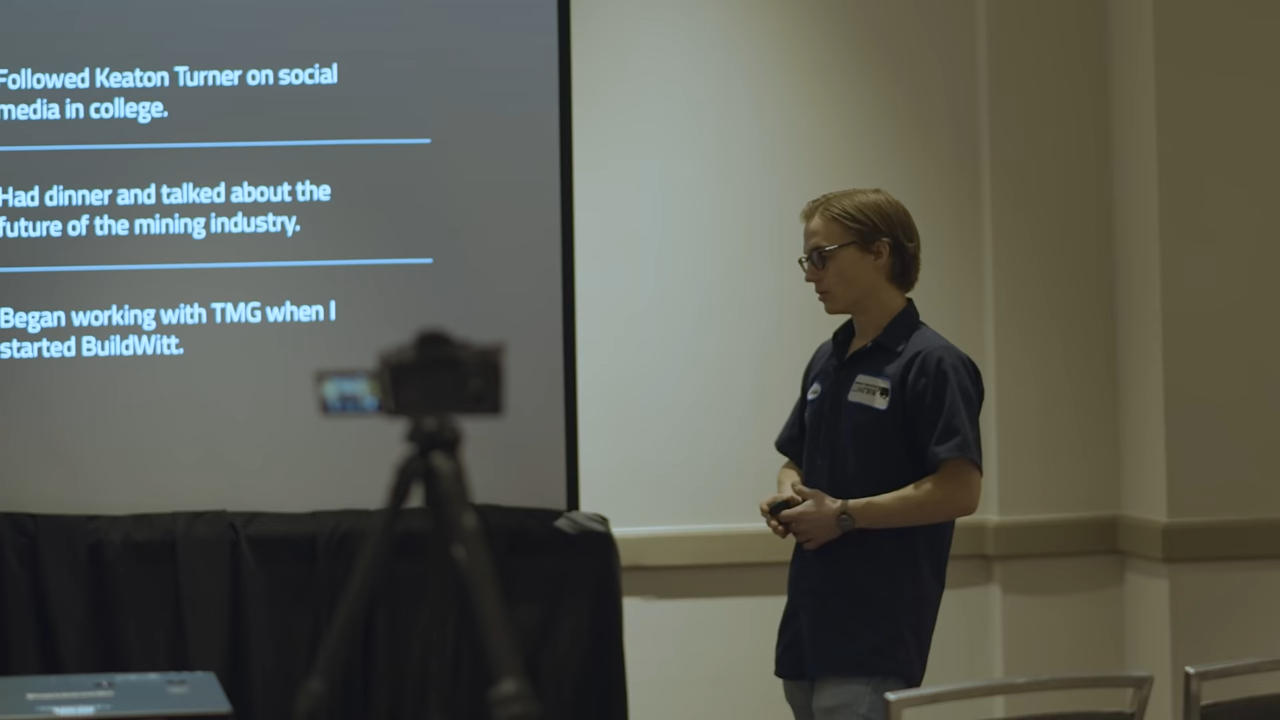 Followed Keaton Turner on social
media in college.
Had dinner and talked about the
future of the mining industry.
Began working with TMG when I
started BuildWitt.